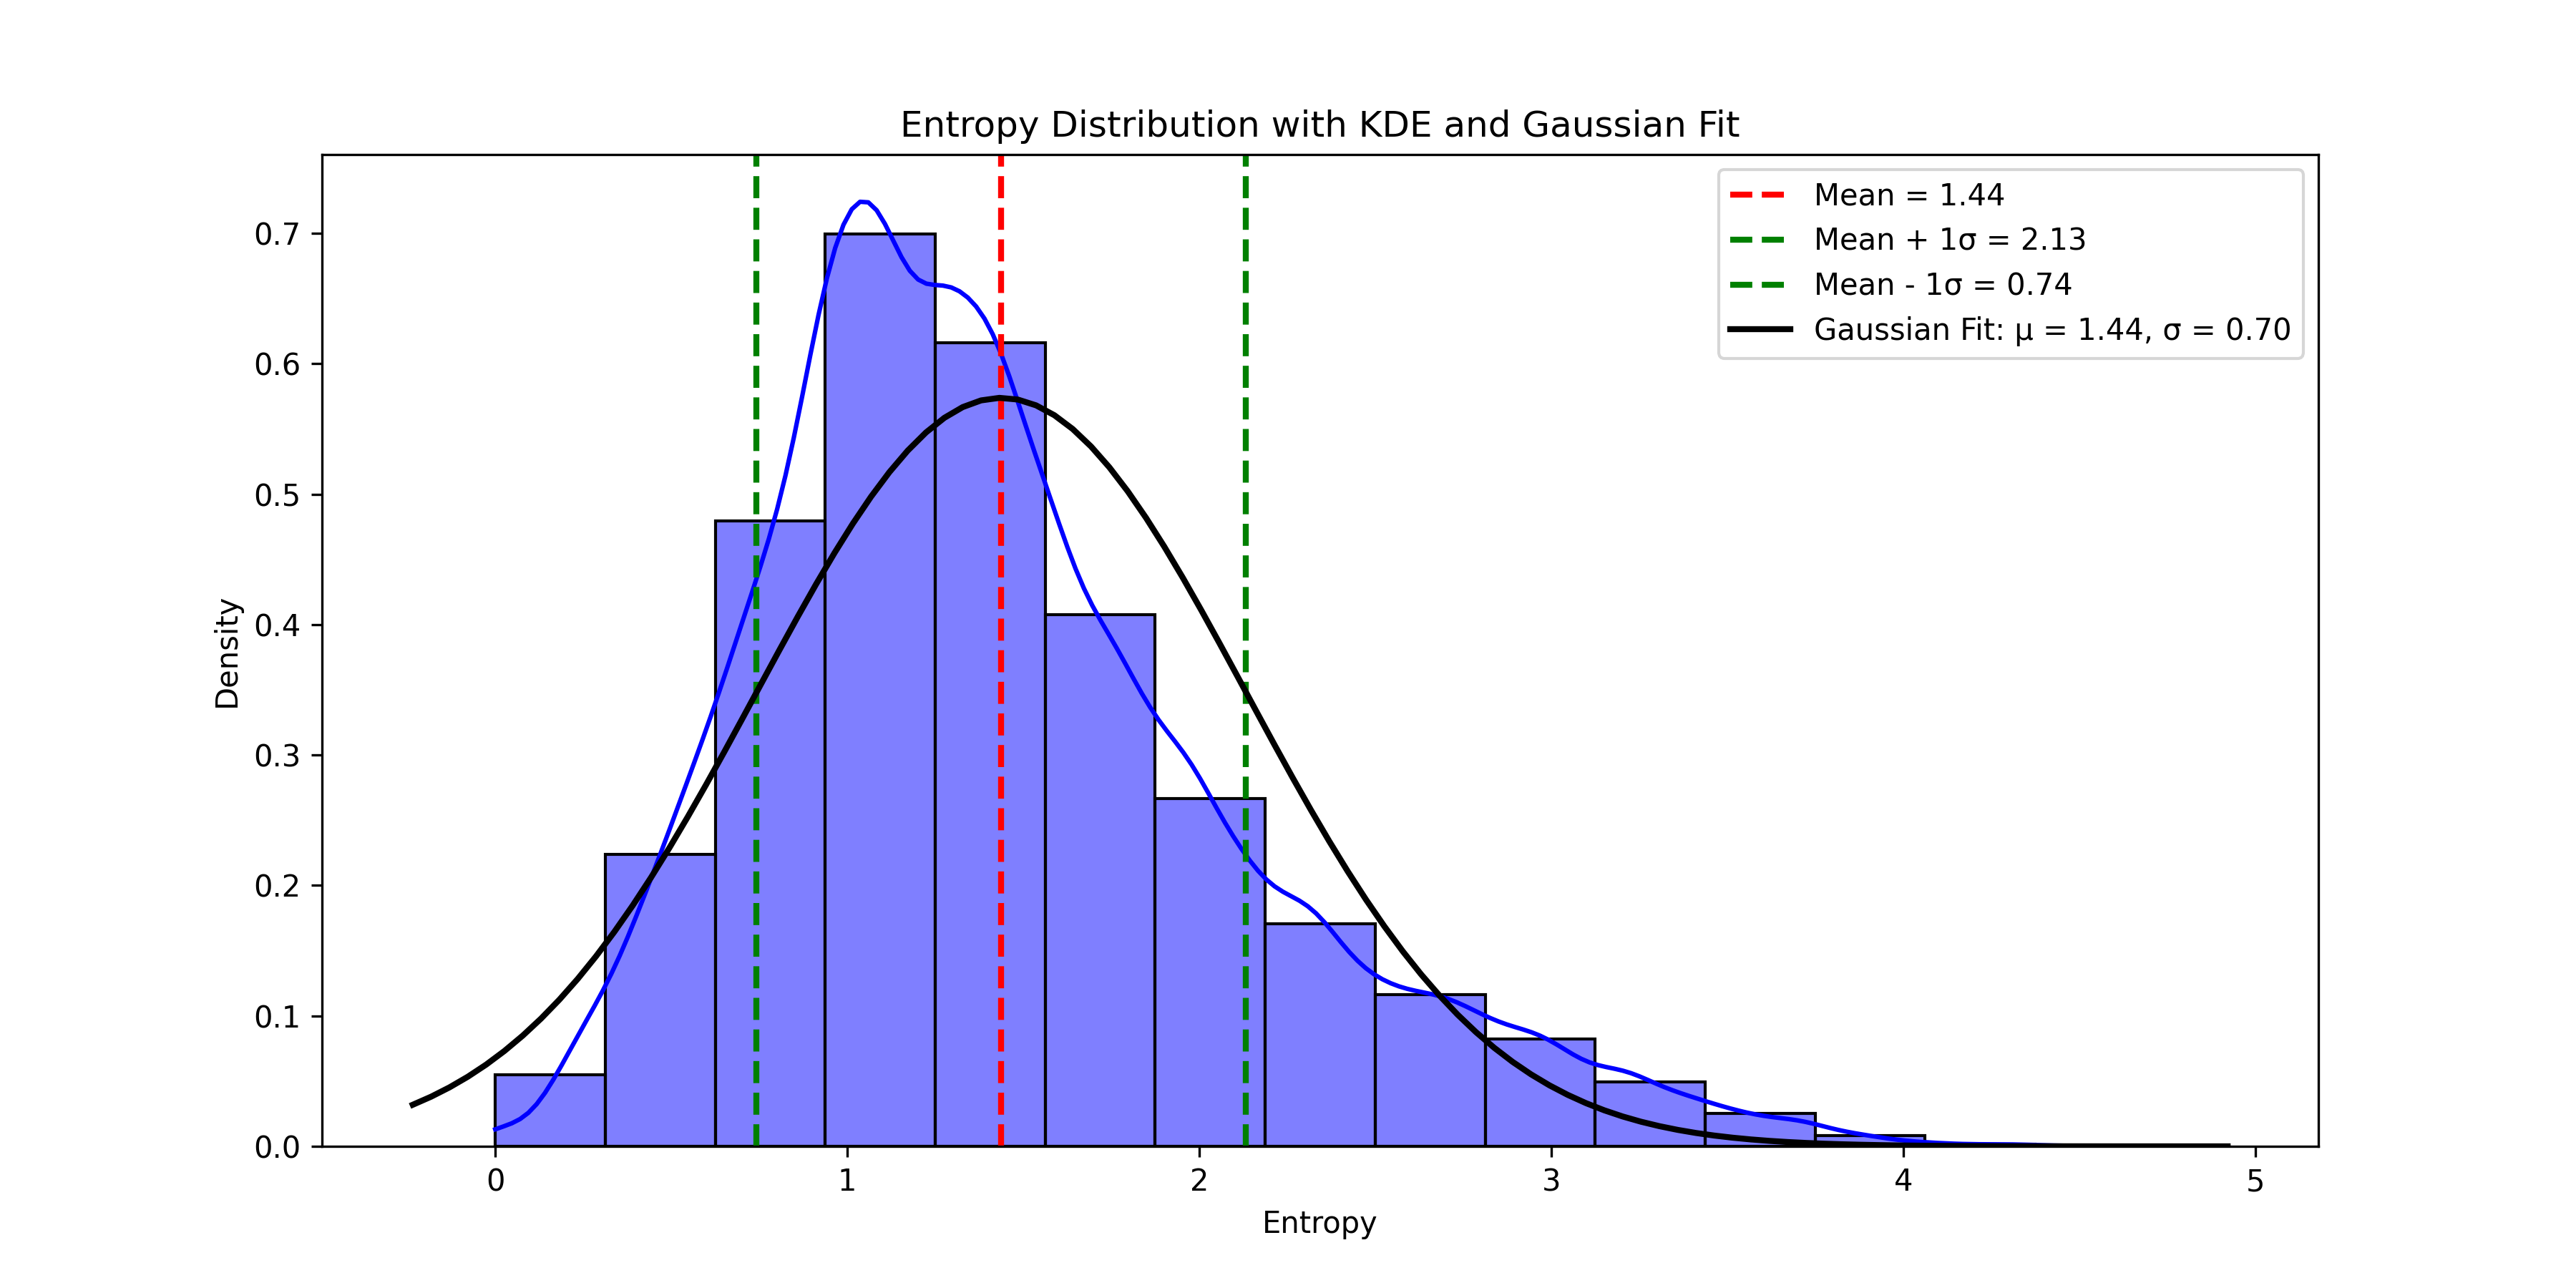 Entropy Distribution with KDE and Gaussian Fit
Mean = 1.44
Mean + 1σ = 2.13
Mean - 1σ = 0.74
Gaussian Fit: μ = 1.44, σ = 0.70
Density
0.7
0.6
0.5
0.4
0.3
0.2
0.1
0.0
0 1 2 3 4 5
Entropy